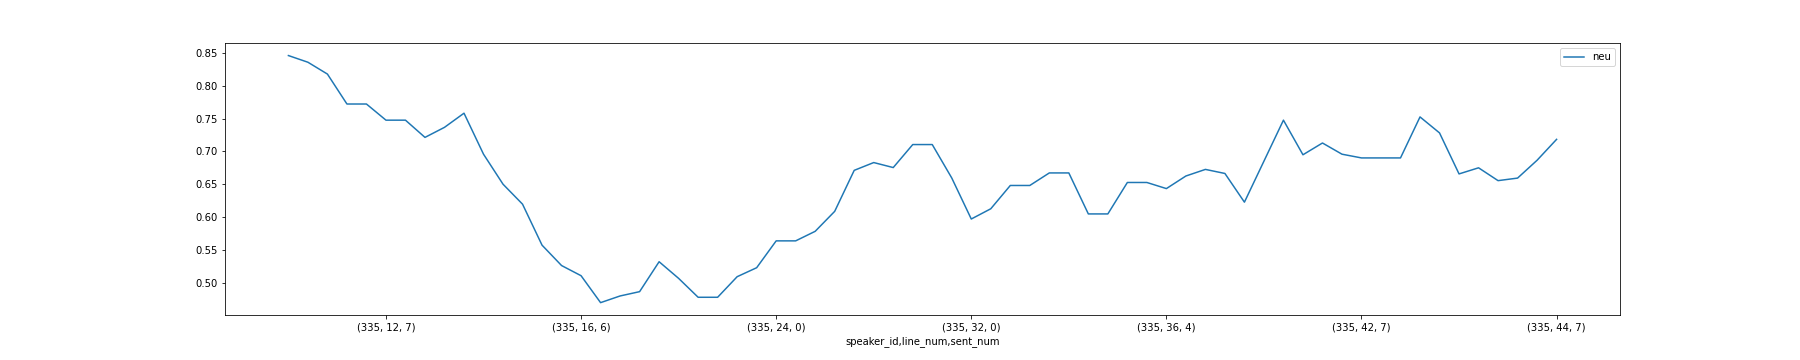 neu
0.85
0.80
0.75
0.70
0.65
0.60
0.55
0.50
(335, 12, 7) (335, 16, 6) (335, 24, 0) (335, 32, 0) (335, 36, 4) (335, 42, 7) (335, 44, 7)
speaker_id,line_num,sent_num